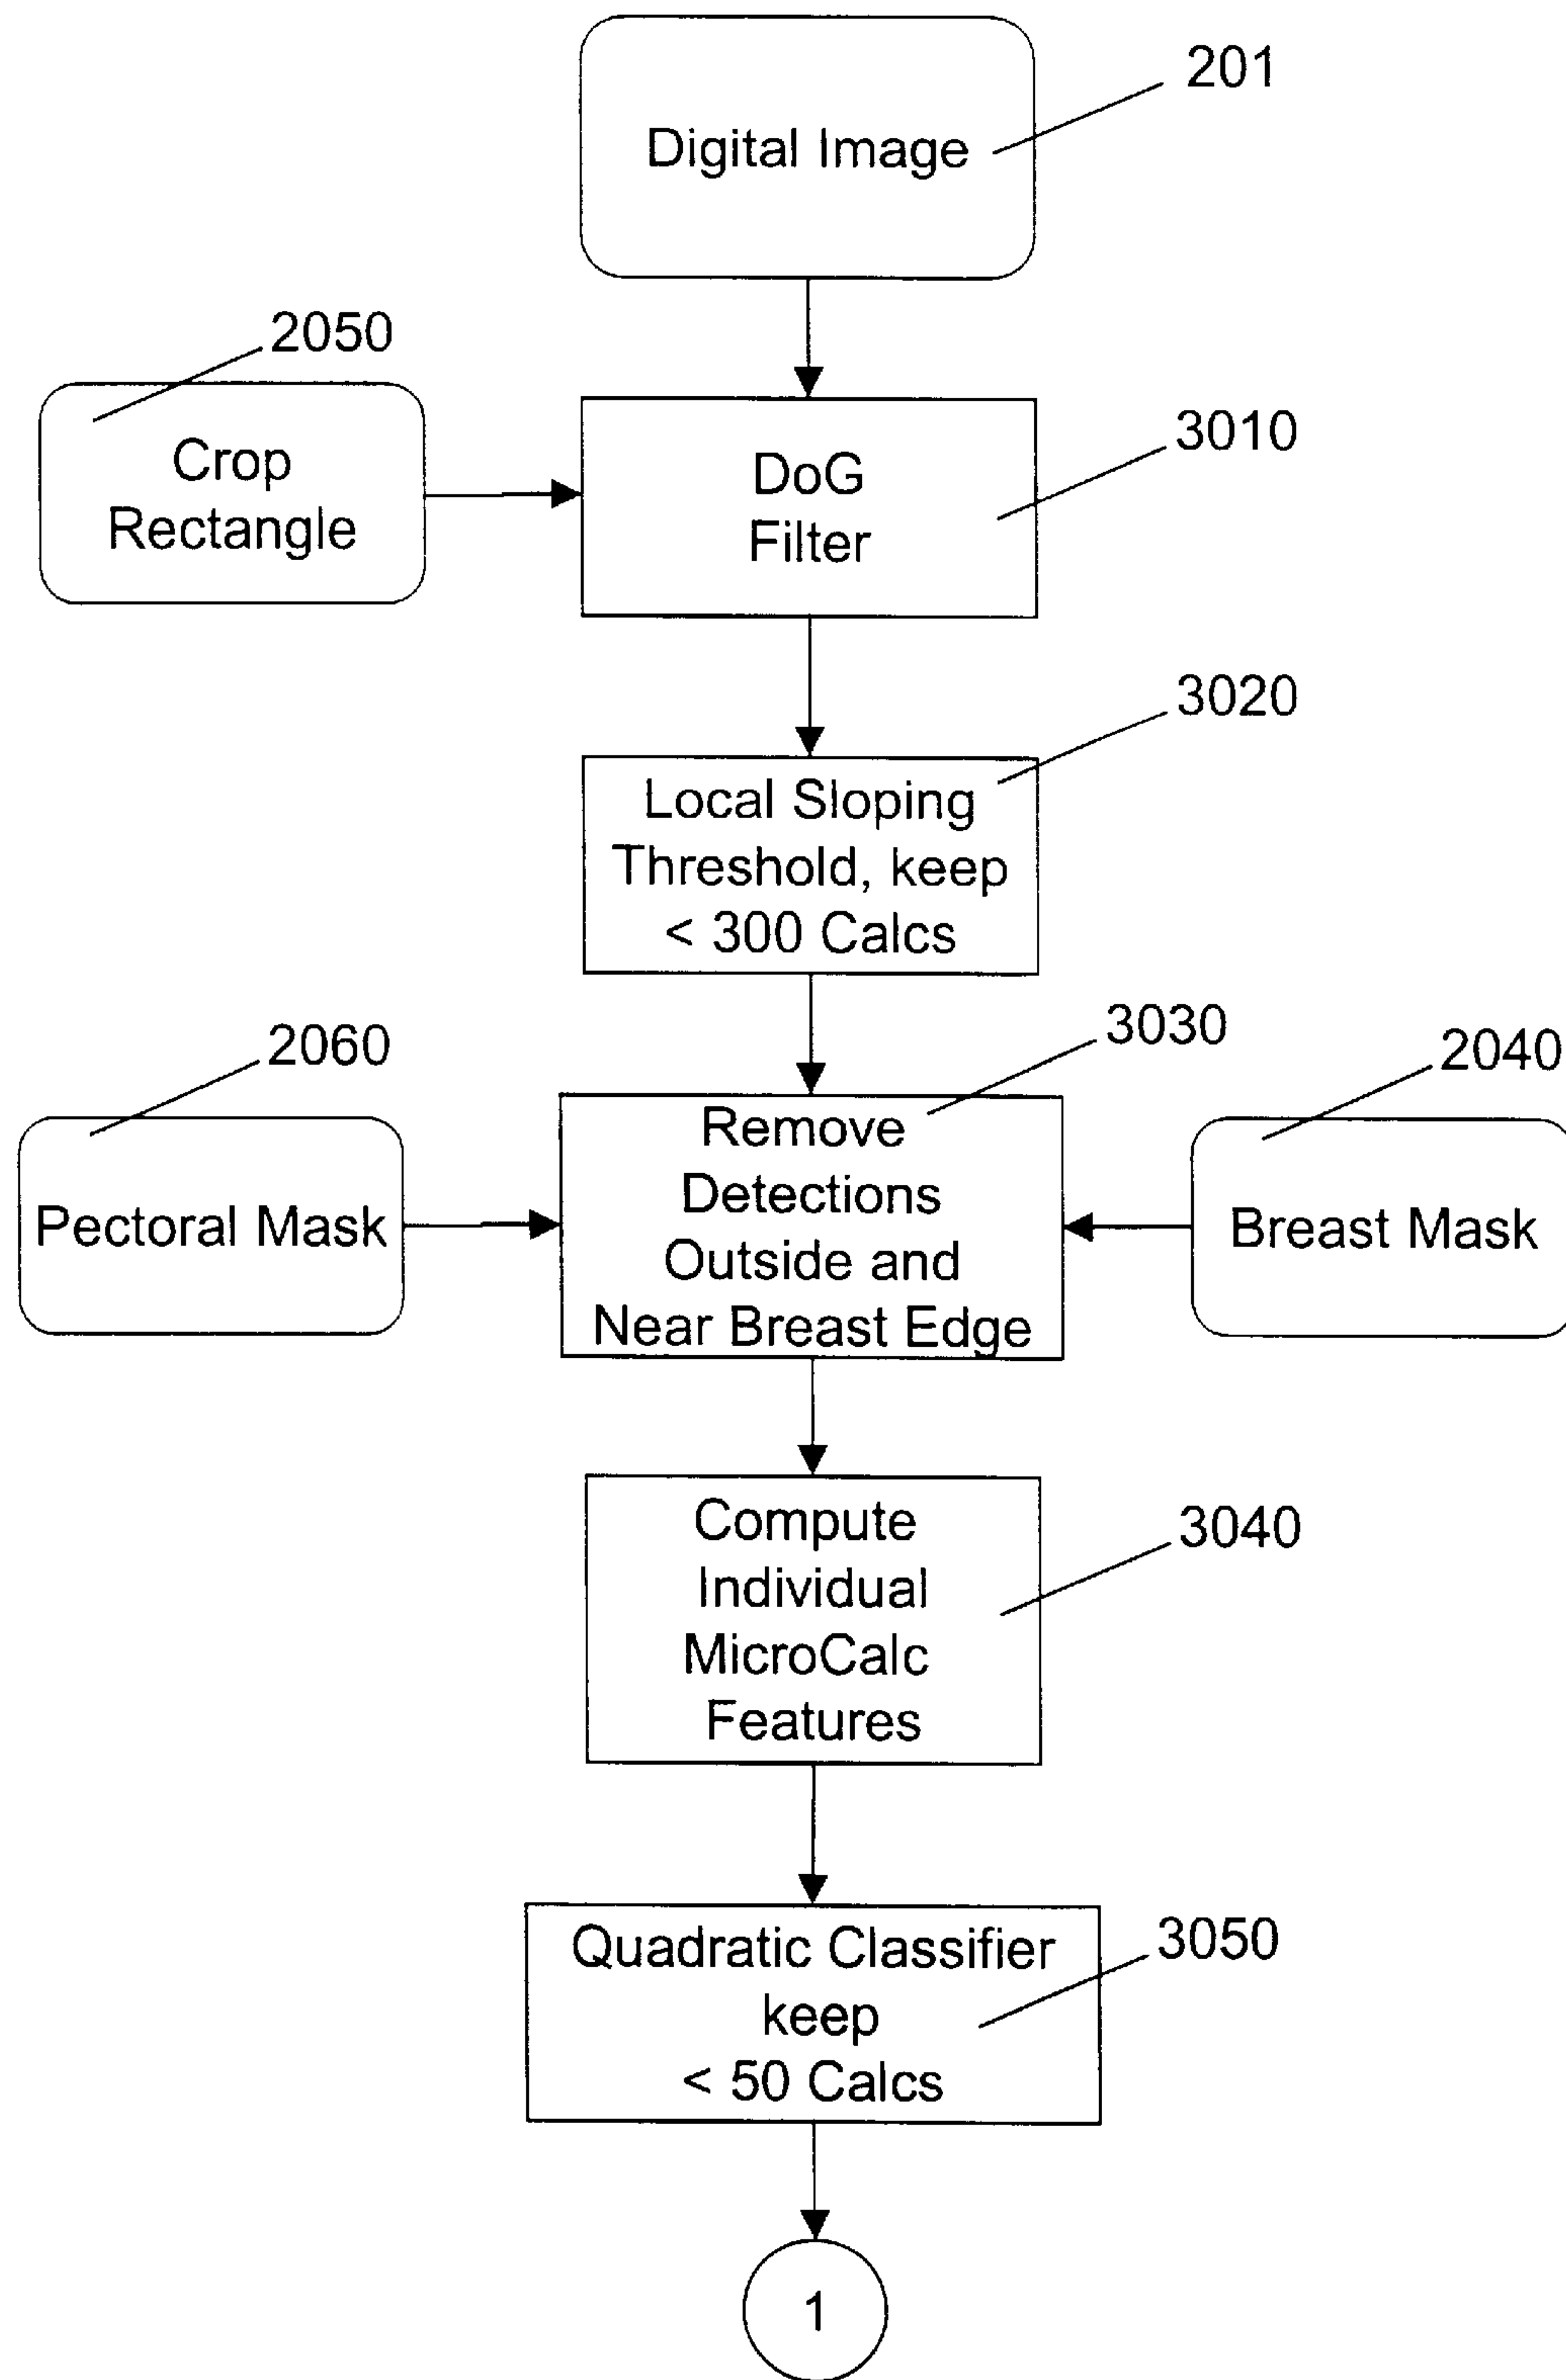 201
Digital Image
2050
Crop
Rectangle
3010
DoG
Filter
3020
Local Sloping
Threshold, keep
< 300 Calcs
2060
Pectoral Mask
3030
Remove
Detections
Outside and
Near Breast Edge
2040
Breast Mask
3040
Compute
Individual
MicroCalc
Features
3050
Quadratic Classifier
keep
< 50 Calcs
1